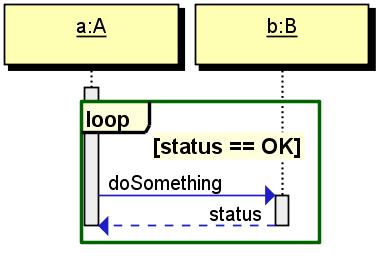 a:A
b:B
loop
[status == OK]
doSomething
status